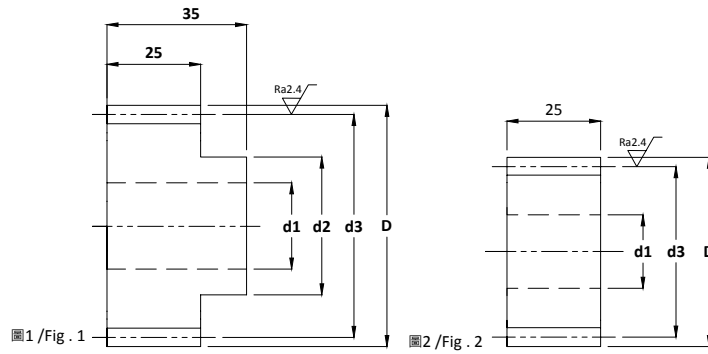 35
25
Ra2.4
d1
d2
d3
D
圖1 /Fig . 1
25
Ra2.4
d1
d3
D
圖2 /Fig . 2